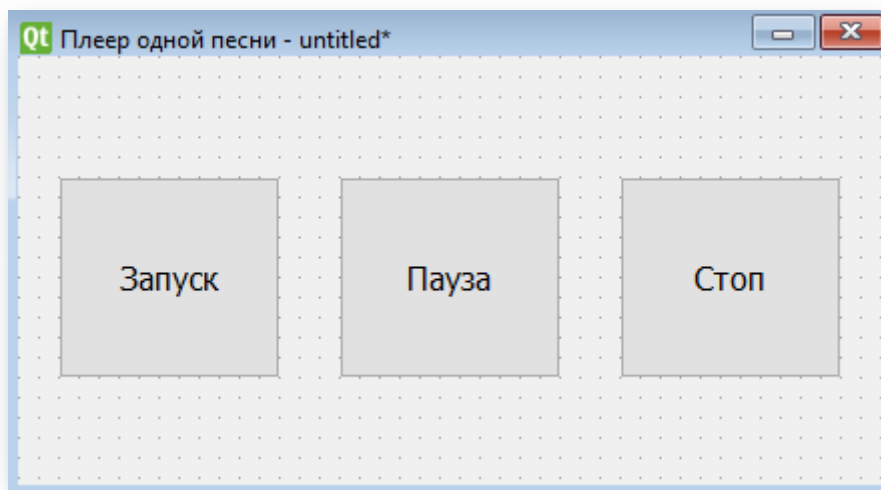 Qt Плеер одной песни - untitled*
Запуск
Пауза
Стоп